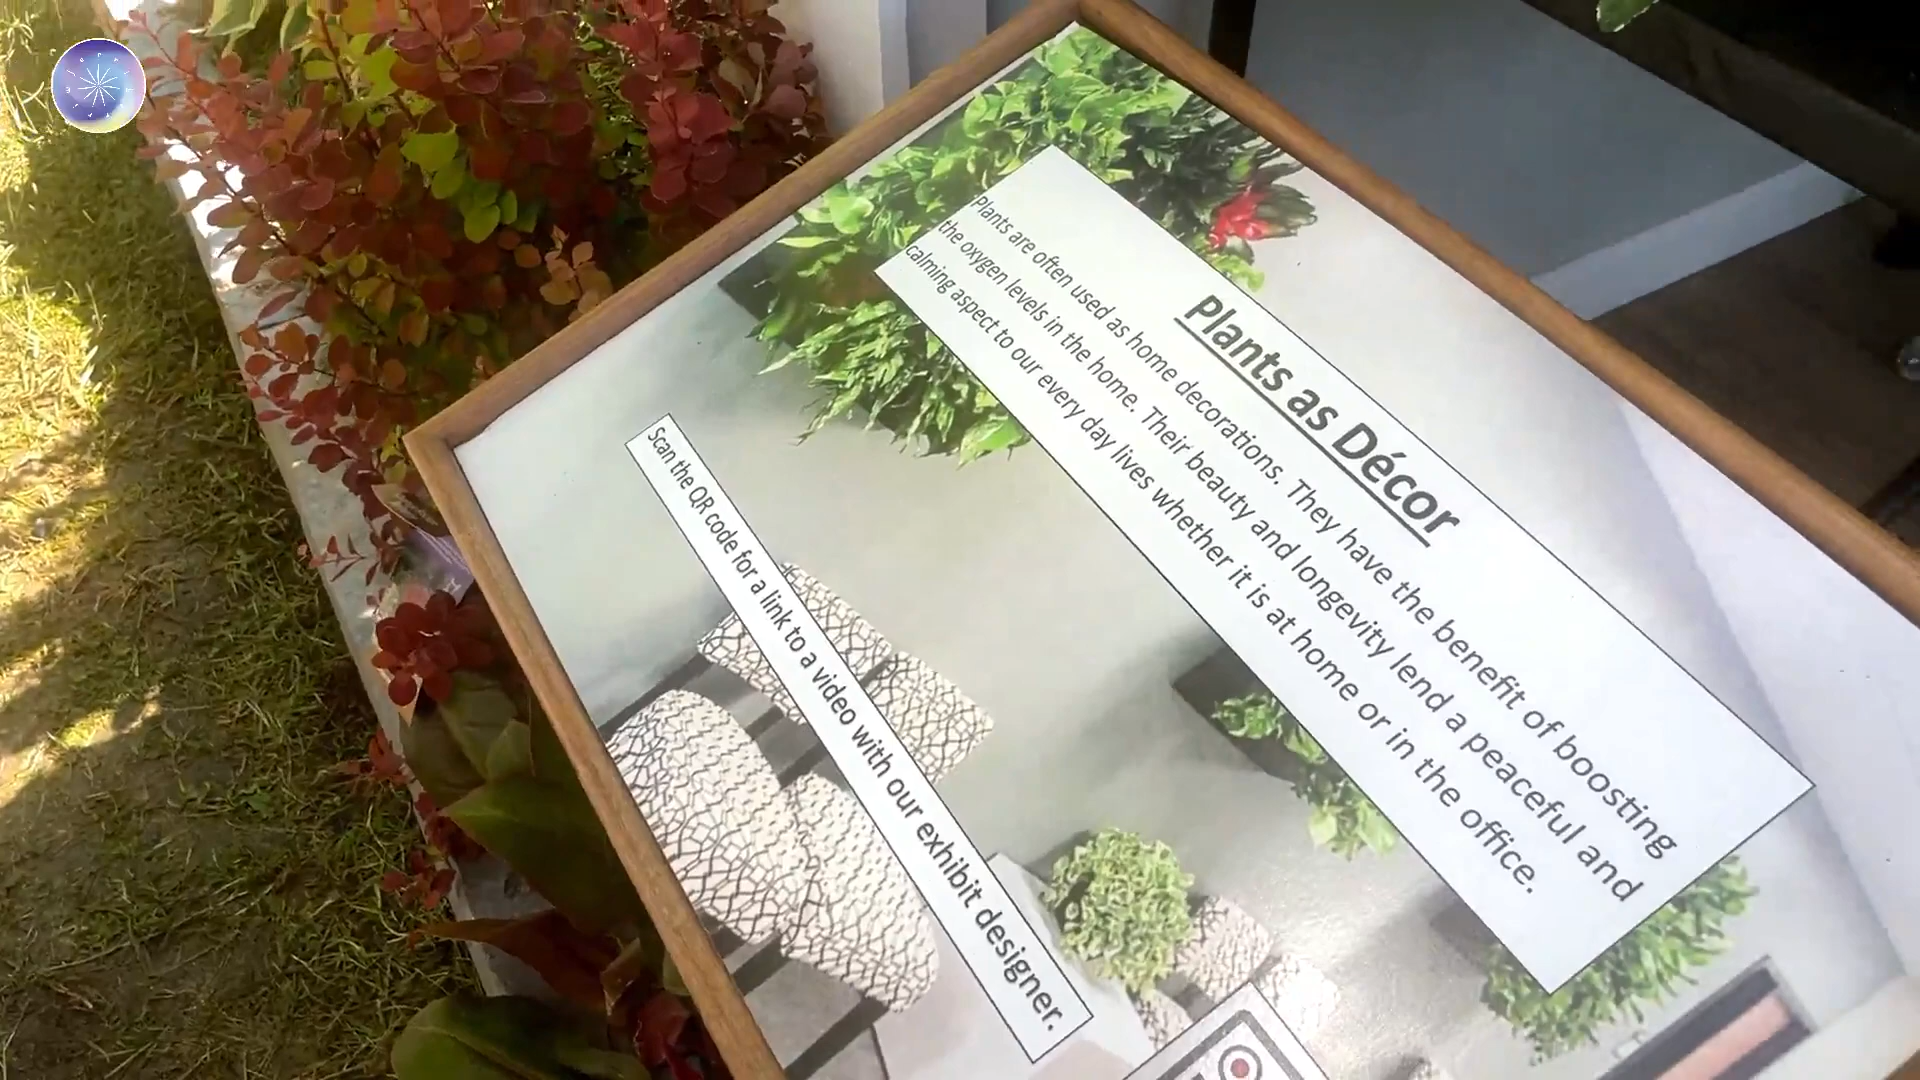 Plants as Décor
Plants are often used as home decorations. They have the benefit of boosting
the oxygen levels in the home. Their beauty and longevity lend a peaceful and
calming aspect to our every day lives whether it is at home or in the office.
Scan the QR code for a link to a video with our exhibit designer.